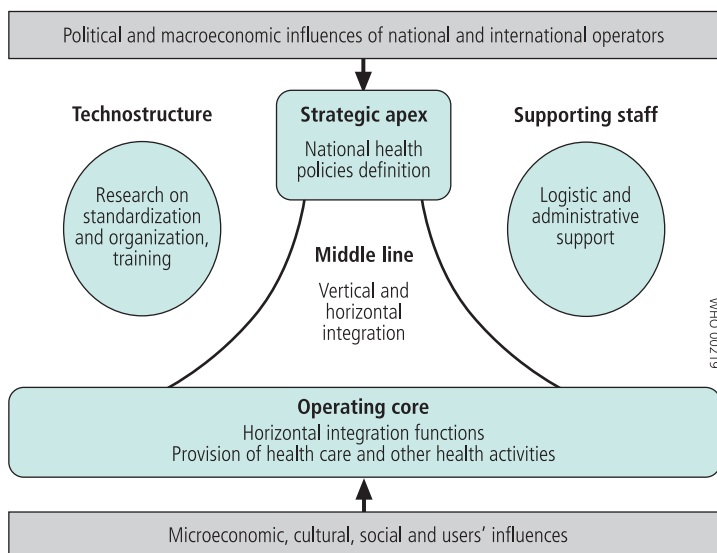 Political and macroeconomic influences of national and international operators
Technostructure
Strategic apex
Supporting staff
National health
policies definition
Research on
standardization
and organization,
training
Logistic and
administrative
support
Middle line
Vertical and
horizontal
integration
WHO 00219
Operating core
Horizontal integration functions
Provision of health care and other health activities
Microeconomic, cultural, social and users’ influences